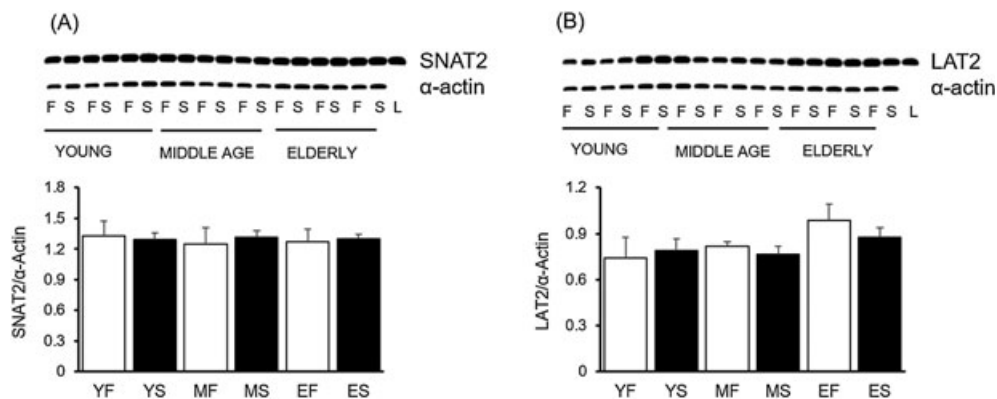 (A)
SNAT2
α-actin
F S F S F S F S F S F S F S F S F S L
YOUNG MIDDLE AGE ELDERLY
SNAT2/α-Actin
1.8
1.5
1.2
0.9
0.6
0.3
0
YF YS MF MS EF ES
(B)
LAT2
α-actin
F S F S F S F S F S F S F S F S F S L
YOUNG MIDDLE AGE ELDERLY
LAT2/α-Actin
1.2
0.9
0.6
0.3
0
YF YS MF MS EF ES